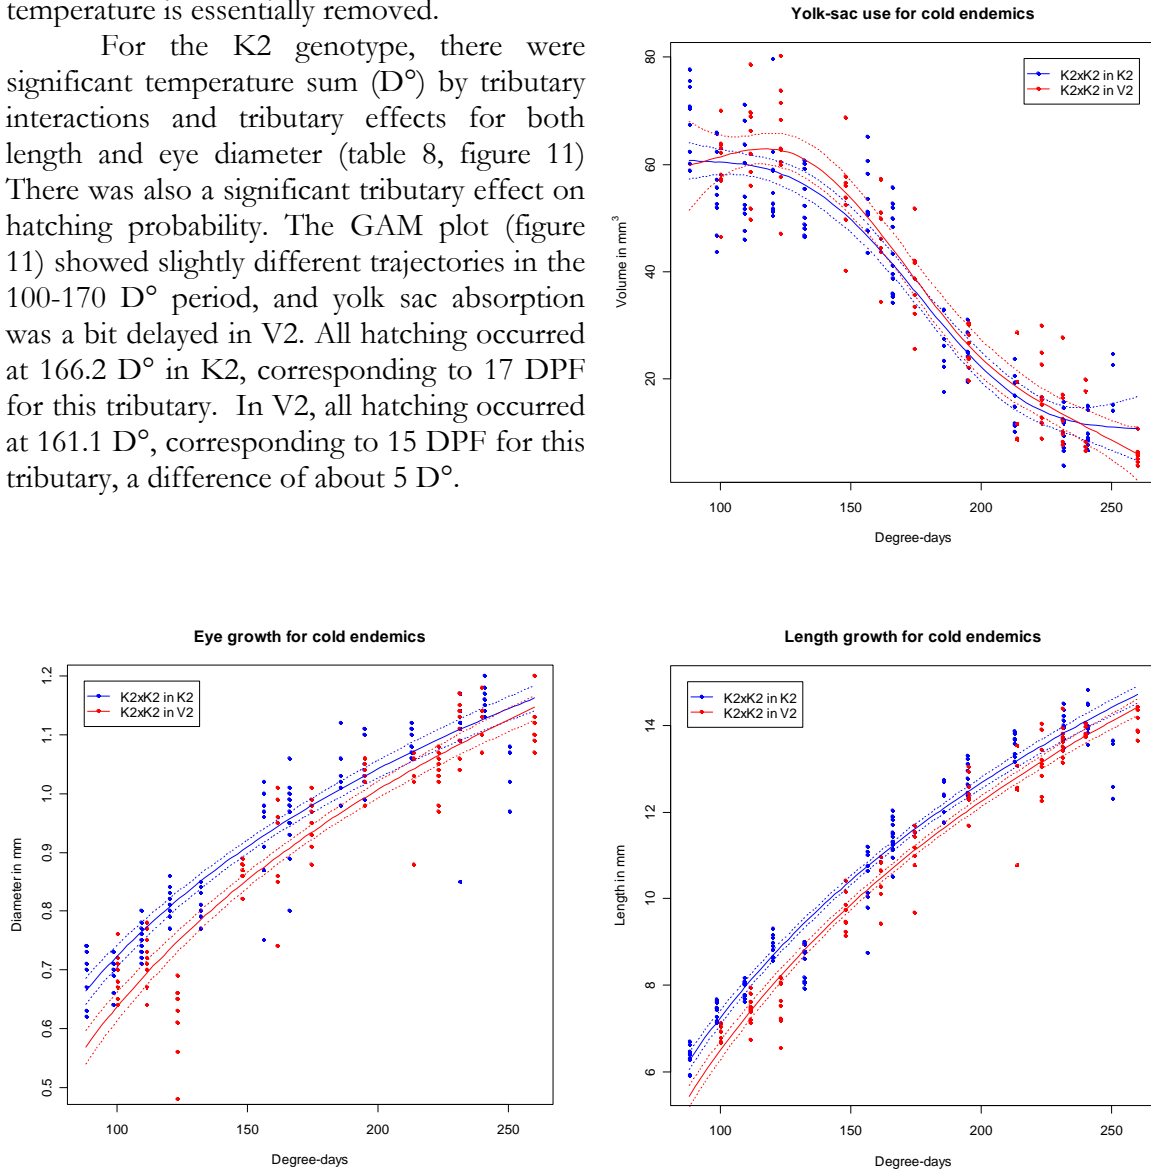 temperature is essentially removed.
For the K2 genotype, there were
significant temperature sum (D°) by tributary
interactions and tributary effects for both
length and eye diameter (table 8, figure 11)
There was also a significant tributary effect on
hatching probability. The GAM plot (figure
11) showed slightly different trajectories in the
100-170 D° period, and yolk sac absorption
was a bit delayed in V2. All hatching occurred
at 166.2 D° in K2, corresponding to 17 DPF
for this tributary. In V2, all hatching occurred
at 161.1 D°, corresponding to 15 DPF for this
tributary, a difference of about 5 D°.
Yolk-sac use for cold endemics
K2xK2 in K2
K2xK2 in V2
Volume in mm³
80
60
40
20
100 150 200 250
Degree-days
Eye growth for cold endemics
K2xK2 in K2
K2xK2 in V2
Diameter in mm
1.2
1.1
1.0
0.9
0.8
0.7
0.6
0.5
100 150 200 250
Degree-days
Length growth for cold endemics
K2xK2 in K2
K2xK2 in V2
Length in mm
14
12
10
8
6
100 150 200 250
Degree-days